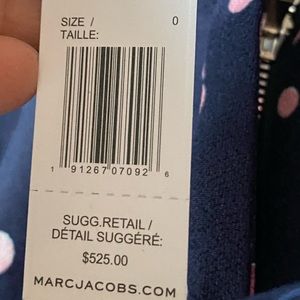 SIZE / 0
TAILLE:
1 91267 07092 6
SUGG.RETAIL /
DÉTAIL SUGGÉRÉ:
$525.00
MARCJACOBS.COM